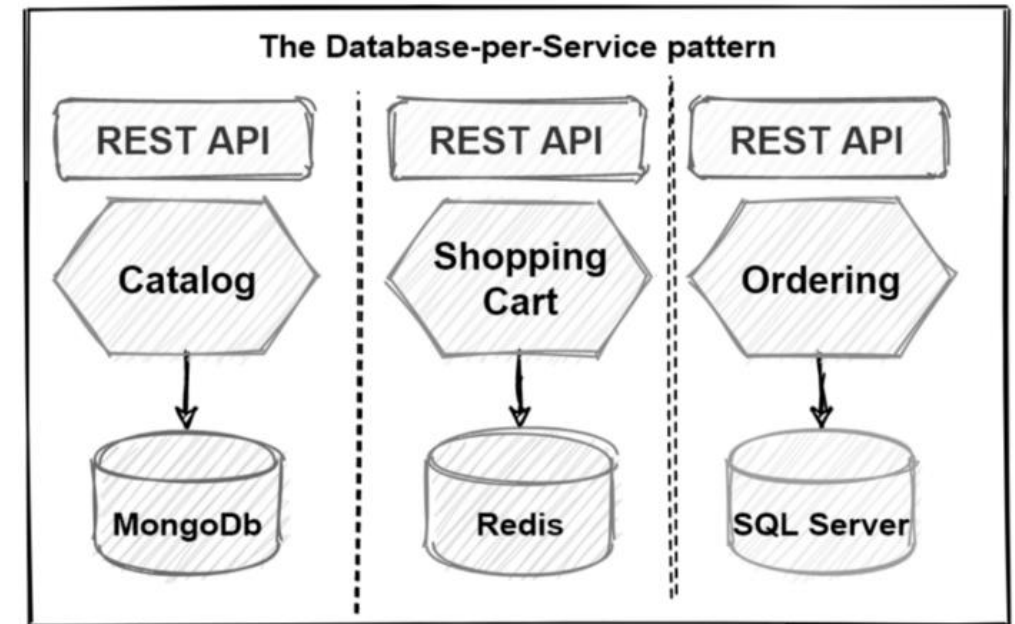 The Database-per-Service pattern
REST API
REST API
REST API
Catalog
Shopping
Cart
Ordering
MongoDb
Redis
SQL Server